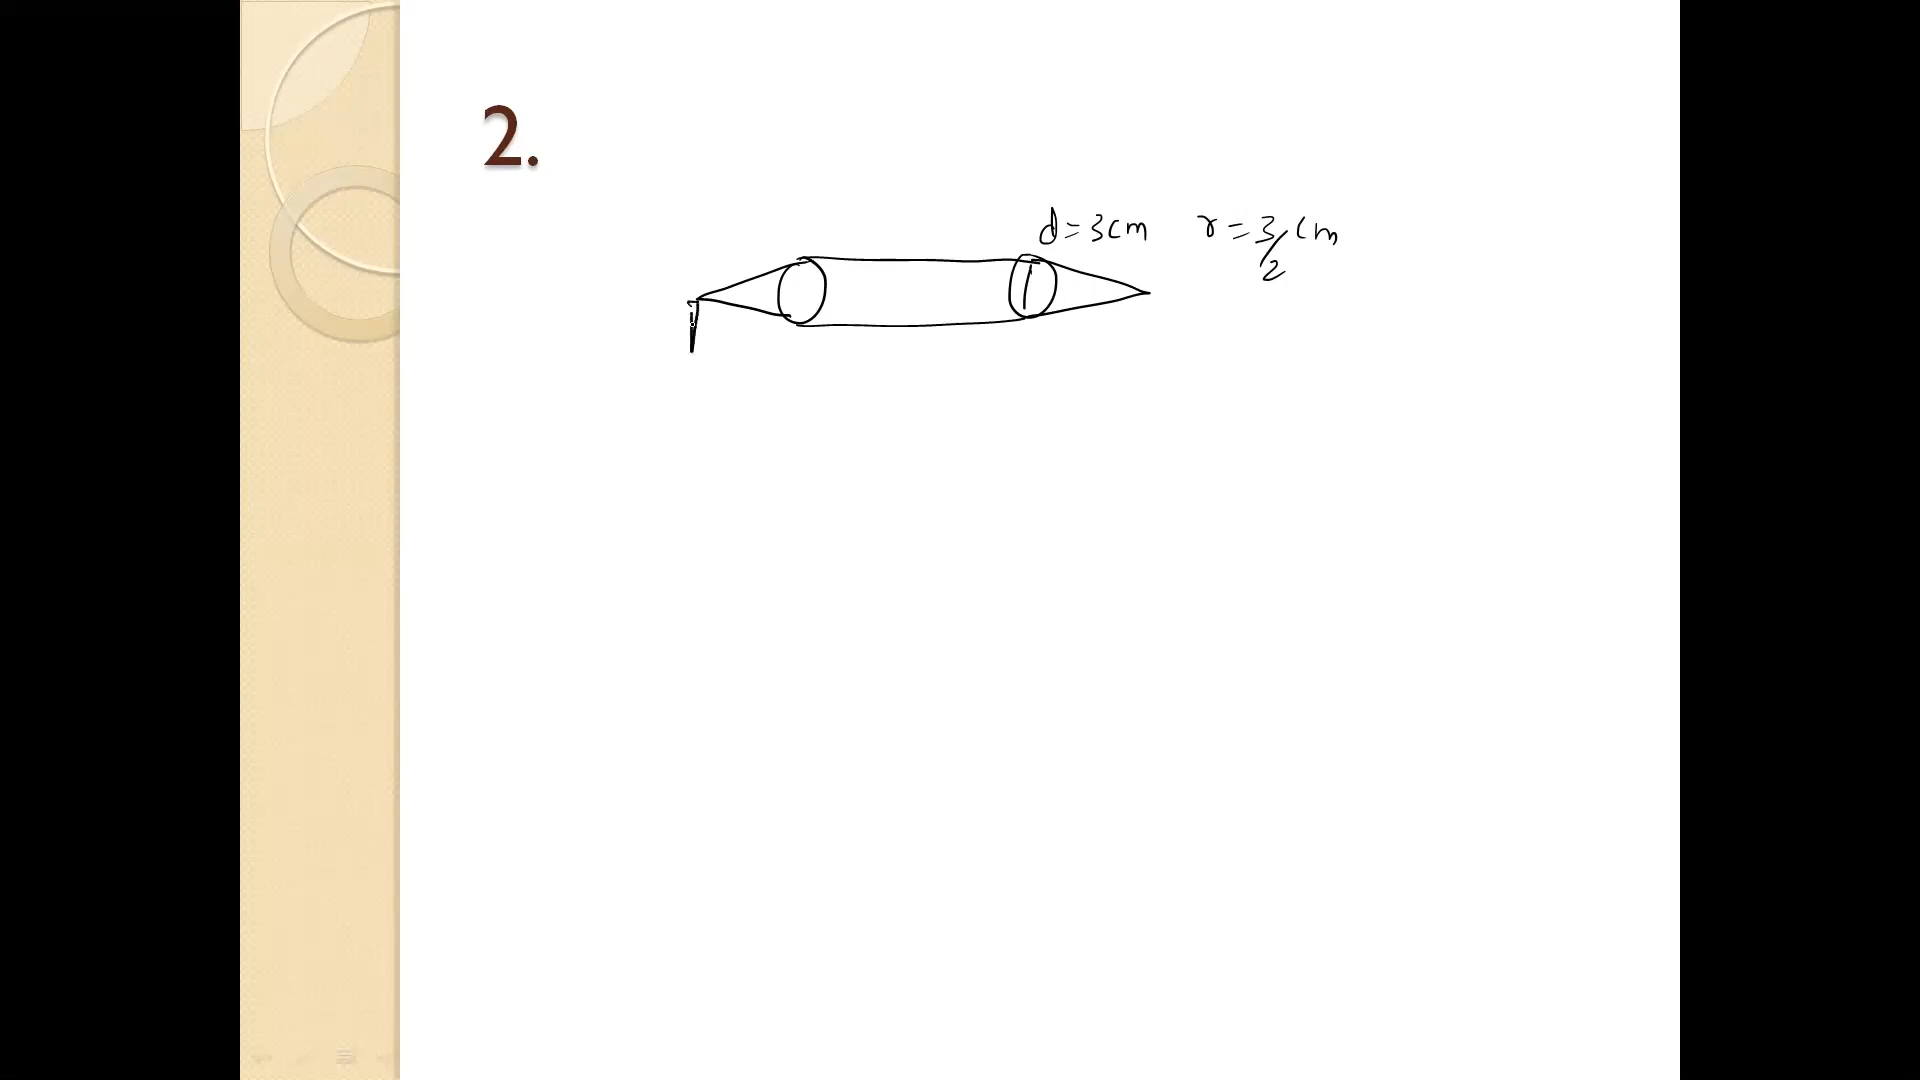 2.
d = 3cm r = 3/2 cm